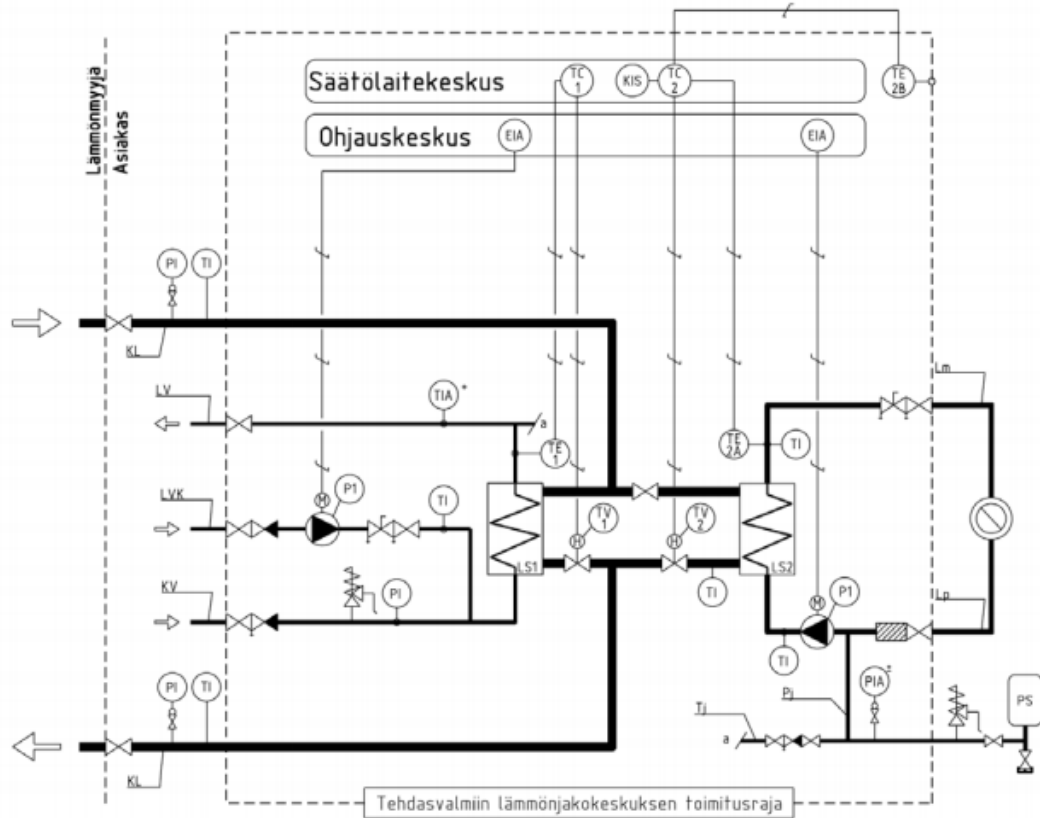 Lämmönmyyjä
Asiakas
Säätölaitekeskus
TC 1
KIS
TC 2
TE 2B
Ohjauskeskus
EIA
EIA
PI
TI
KL
LV
TIA *
a
TE 1
TE 2A
TI
Lm
LVK
M
P1
TI
TV 1
TV 2
M
M
LS1
LS2
TI
KV
PI
M
P1
Lp
TI
PI
TI
KL
Pj
PIA *
PS
Tj
a
Tehdasvalmiin lämmönjakokeskuksen toimitusraja